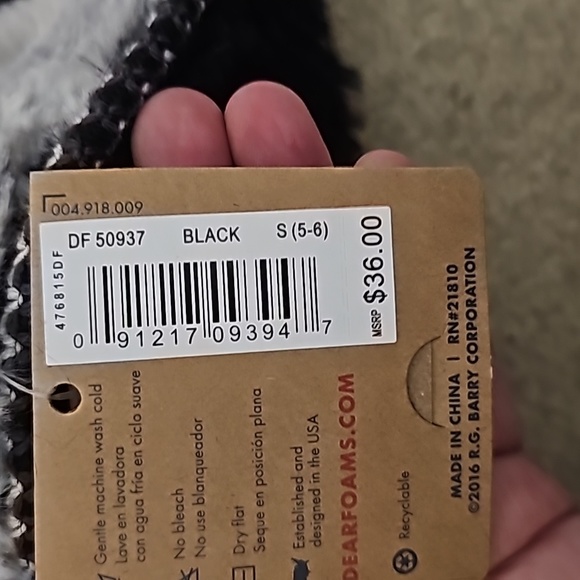 004.918.009
DF 50937 BLACK S (5-6)
476815DF
0 91217 09394 7
MSRP $36.00
Gentle machine wash cold
Lave en lavadora
con agua fría en ciclo suave
No bleach
No use blanqueador
Dry flat
Seque en posición plana
Established and
designed in the USA
DEARFOAMS.COM
Recyclable
MADE IN CHINA | RN#21810
©2016 R.G. BARRY CORPORATION